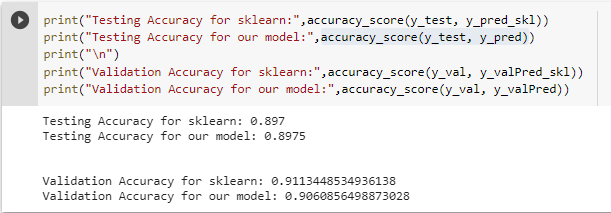 print("Testing Accuracy for sklearn:",accuracy_score(y_test, y_pred_skl))
print("Testing Accuracy for our model:",accuracy_score(y_test, y_pred))
print("\n")
print("Validation Accuracy for sklearn:",accuracy_score(y_val, y_valPred_skl))
print("Validation Accuracy for our model:",accuracy_score(y_val, y_valPred))
Testing Accuracy for sklearn: 0.897
Testing Accuracy for our model: 0.8975
Validation Accuracy for sklearn: 0.9113448534936138
Validation Accuracy for our model: 0.9060856498873028